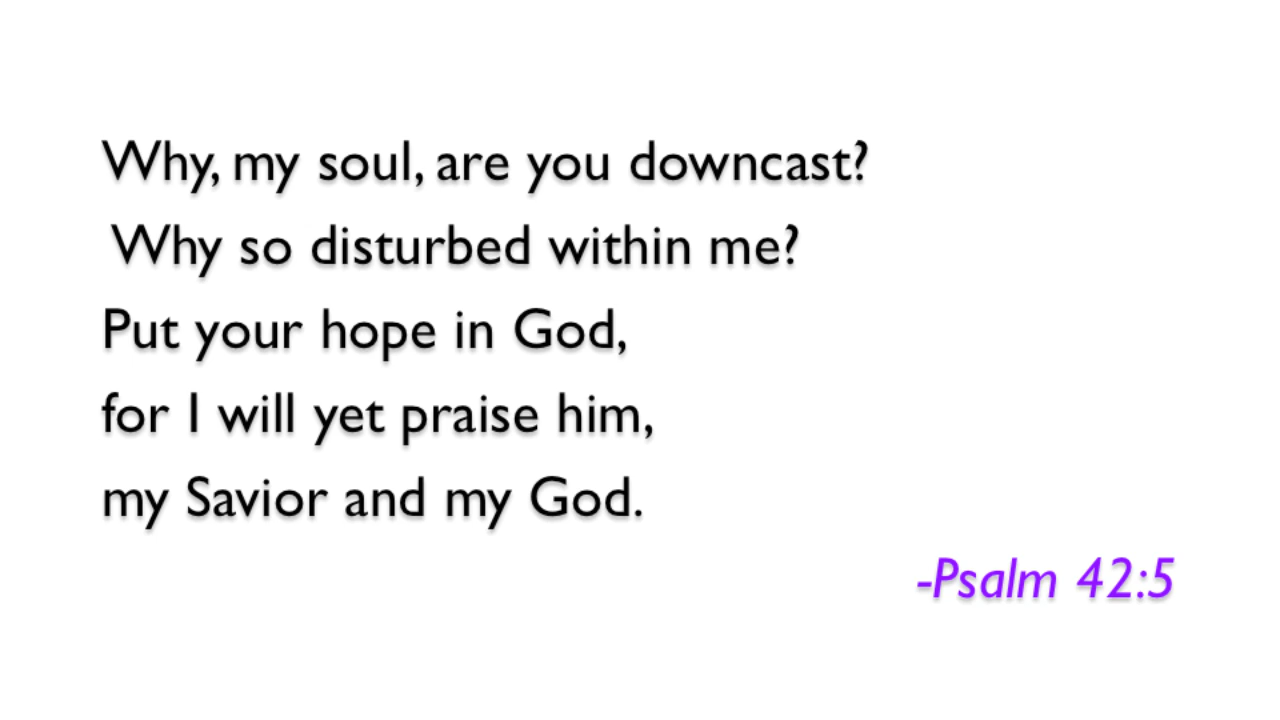 Why, my soul, are you downcast?
Why so disturbed within me?
Put your hope in God,
for I will yet praise him,
my Savior and my God.
-Psalm 42:5